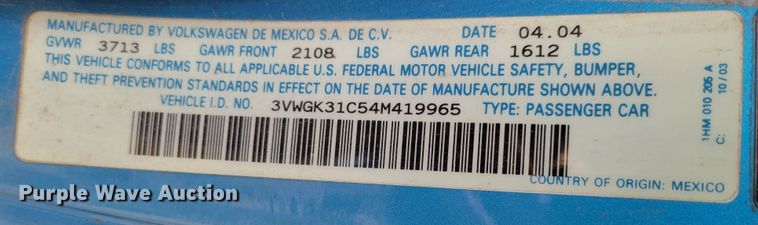 MANUFACTURED BY VOLKSWAGEN DE MEXICO S.A. DE C.V. DATE 04.04
GVWR 3713 LBS GAWR FRONT 2108 LBS GAWR REAR 1612 LBS
THIS VEHICLE CONFORMS TO ALL APPLICABLE U.S. FEDERAL MOTOR VEHICLE SAFETY, BUMPER,
AND THEFT PREVENTION STANDARDS IN EFFECT ON THE DATE OF MANUFACTURE SHOWN ABOVE.
VEHICLE I.D. NO. 3VWGK31C54M419965 TYPE: PASSENGER CAR
COUNTRY OF ORIGIN: MEXICO
1HM 010 205 A
C: 10/03
Purple Wave Auction